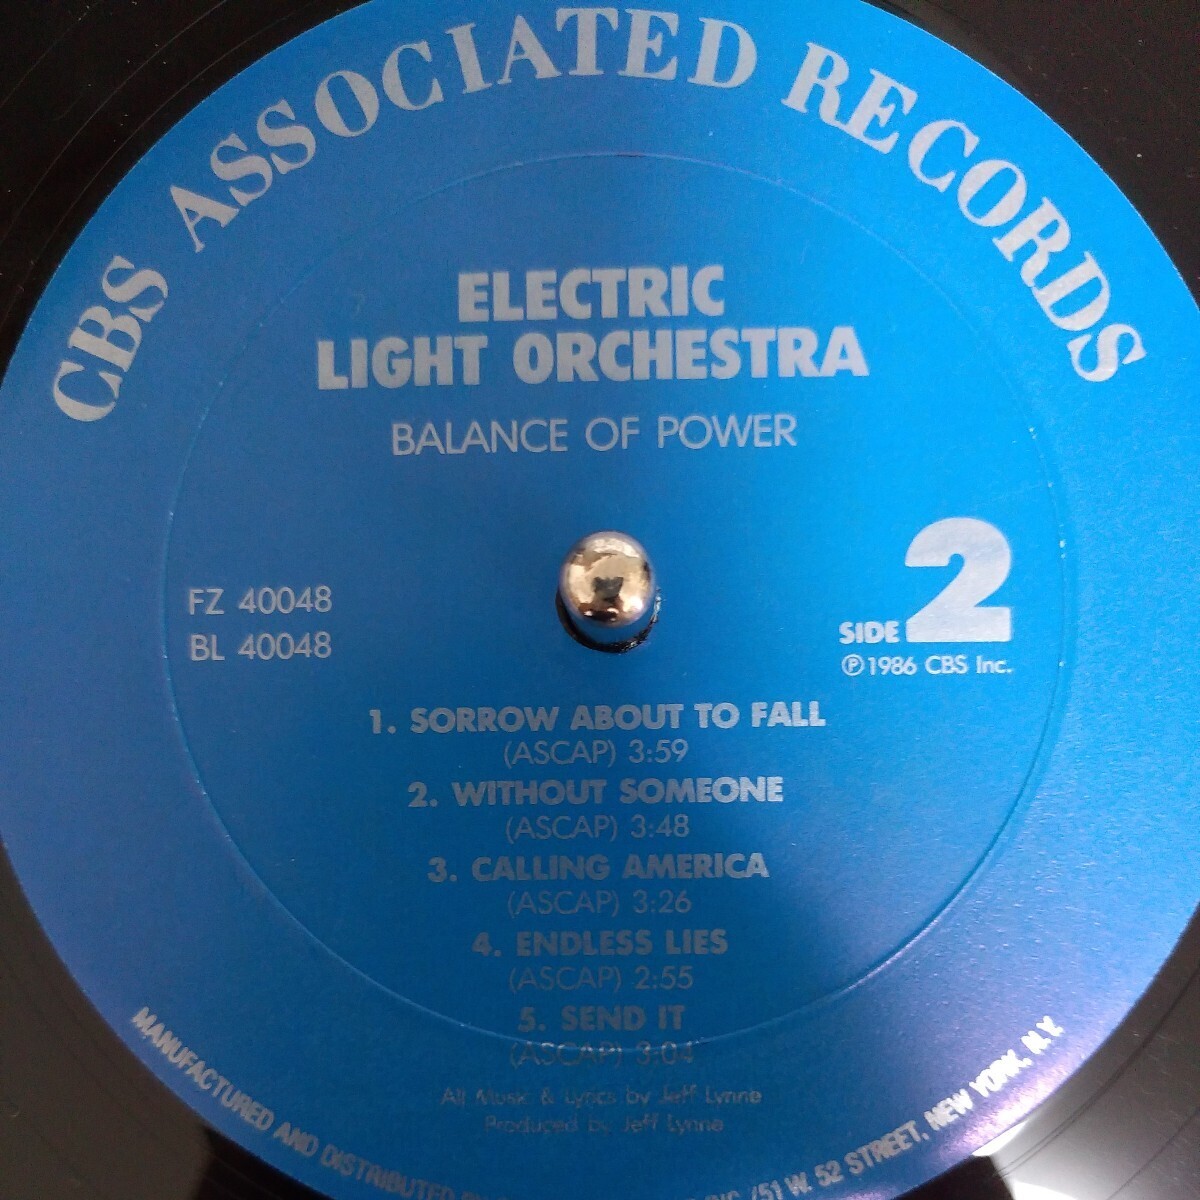 CBS ASSOCIATED RECORDS
ELECTRIC
LIGHT ORCHESTRA
BALANCE OF POWER
FZ 40048
BL 40048
SIDE 2
℗1986 CBS Inc.
1. SORROW ABOUT TO FALL
(ASCAP) 3:59
2. WITHOUT SOMEONE
(ASCAP) 3:48
3. CALLING AMERICA
(ASCAP) 3:26
4. ENDLESS LIES
(ASCAP) 2:55
5. SEND IT
(ASCAP) 3:04
All Music & Lyrics by Jeff Lynne
Produced by Jeff Lynne
MANUFACTURED AND DISTRIBUTED /51 W. 52 STREET, NEW YORK, N.Y.